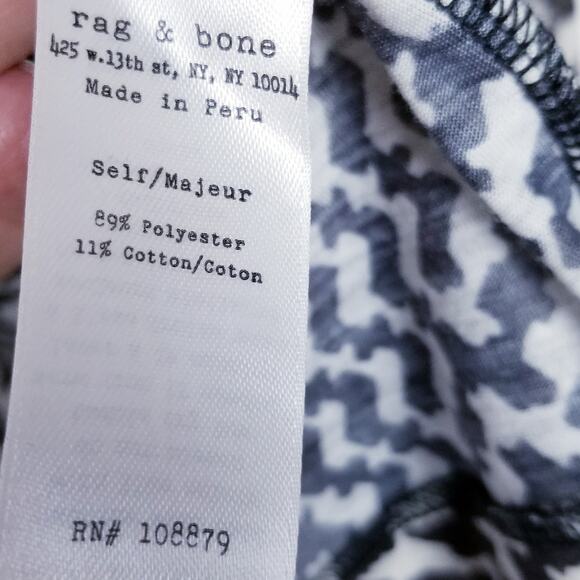 rag & bone
425 w.13th st, NY, NY 10014
Made in Peru
Self/Majeur
89% Polyester
11% Cotton/Coton
RN# 108879